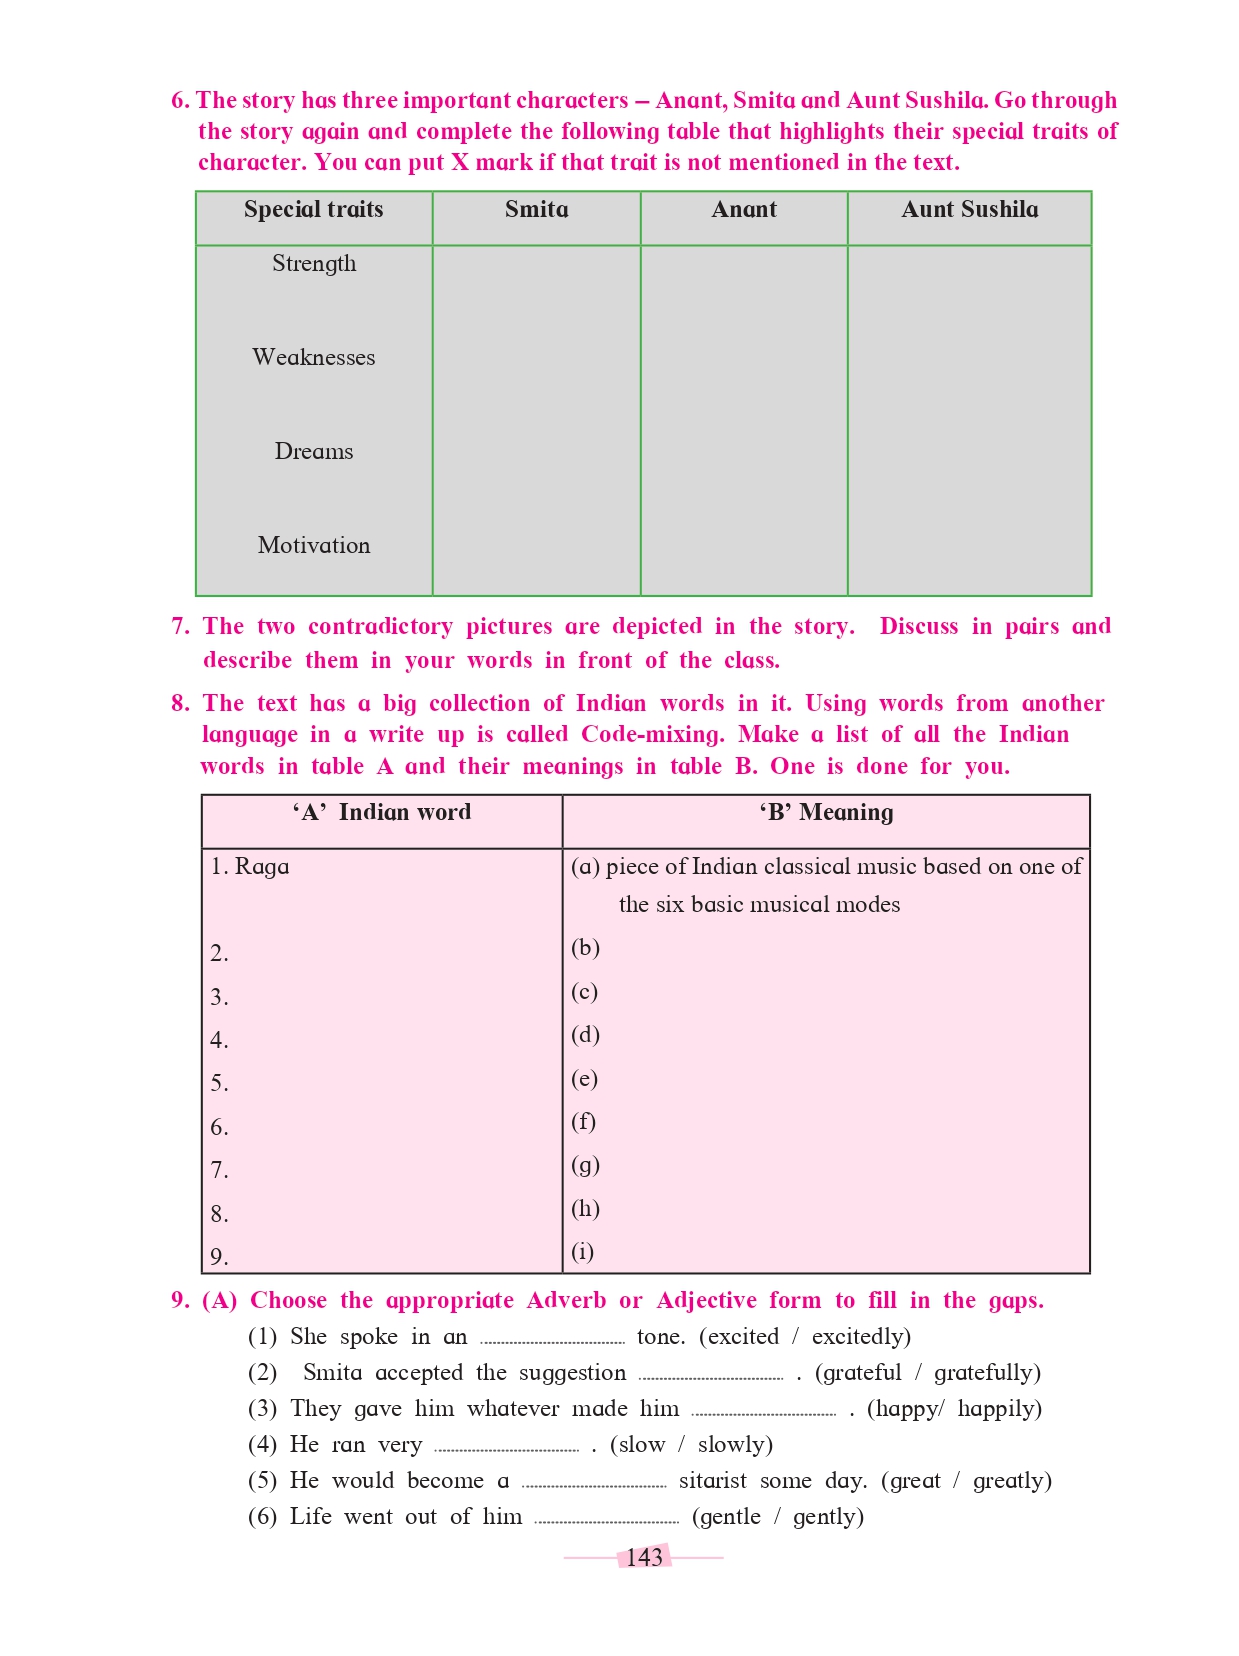 6. The story has three important characters – Anant, Smita and Aunt Sushila. Go through
the story again and complete the following table that highlights their special traits of
character. You can put X mark if that trait is not mentioned in the text.
Special traits Smita Anant Aunt Sushila
Strength
Weaknesses
Dreams
Motivation
7. The two contradictory pictures are depicted in the story. Discuss in pairs and
describe them in your words in front of the class.
8. The text has a big collection of Indian words in it. Using words from another
language in a write up is called Code-mixing. Make a list of all the Indian
words in table A and their meanings in table B. One is done for you.
‘A’ Indian word ‘B’ Meaning
1. Raga (a) piece of Indian classical music based on one of
the six basic musical modes
2. (b)
3. (c)
4. (d)
5. (e)
6. (f)
7. (g)
8. (h)
9. (i)
9. (A) Choose the appropriate Adverb or Adjective form to fill in the gaps.
(1) She spoke in an .................................... tone. (excited / excitedly)
(2) Smita accepted the suggestion .................................... . (grateful / gratefully)
(3) They gave him whatever made him .................................... . (happy/ happily)
(4) He ran very .................................... . (slow / slowly)
(5) He would become a .................................... sitarist some day. (great / greatly)
(6) Life went out of him .................................... (gentle / gently)
143